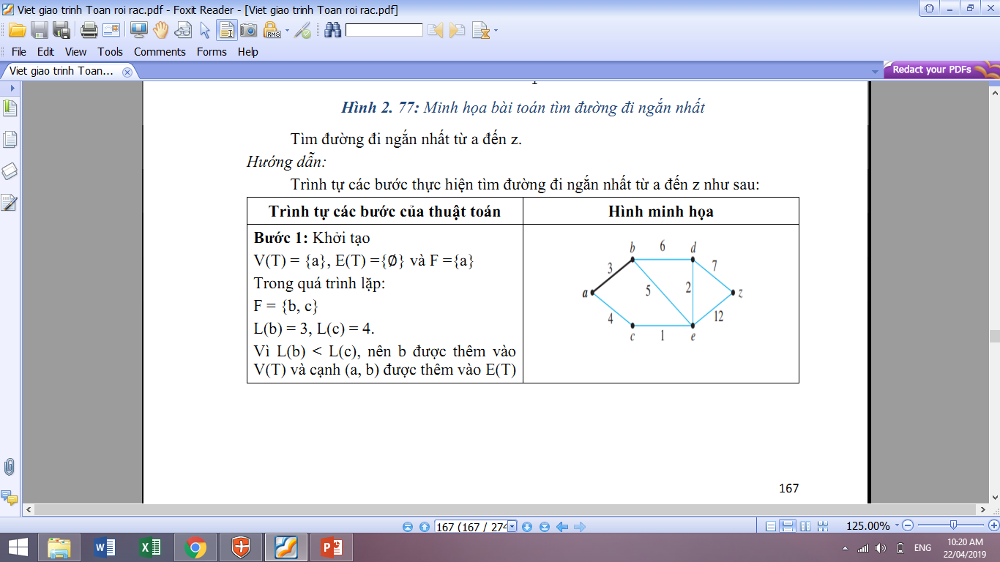 Viet giao trinh Toan roi rac.pdf - Foxit Reader - [Viet giao trinh Toan roi rac.pdf]
RMS
File Edit View Tools Comments Forms Help
Viet giao trinh Toan... Redact your PDFs
Hình 2. 77: Minh họa bài toán tìm đường đi ngắn nhất
Tìm đường đi ngắn nhất từ a đến z.
Hướng dẫn:
Trình tự các bước thực hiện tìm đường đi ngắn nhất từ a đến z như sau:
Trình tự các bước của thuật toán
Hình minh họa
Bước 1: Khởi tạo
V(T) = {a}, E(T) ={∅} và F ={a}
Trong quá trình lặp:
F = {b, c}
L(b) = 3, L(c) = 4.
Vì L(b) < L(c), nên b được thêm vào
V(T) và cạnh (a, b) được thêm vào E(T)
b 6 d
3 7
a 5 2 z
4 12
c 1 e
167
167 (167 / 274
125.00%
ENG
10:20 AM
22/04/2019